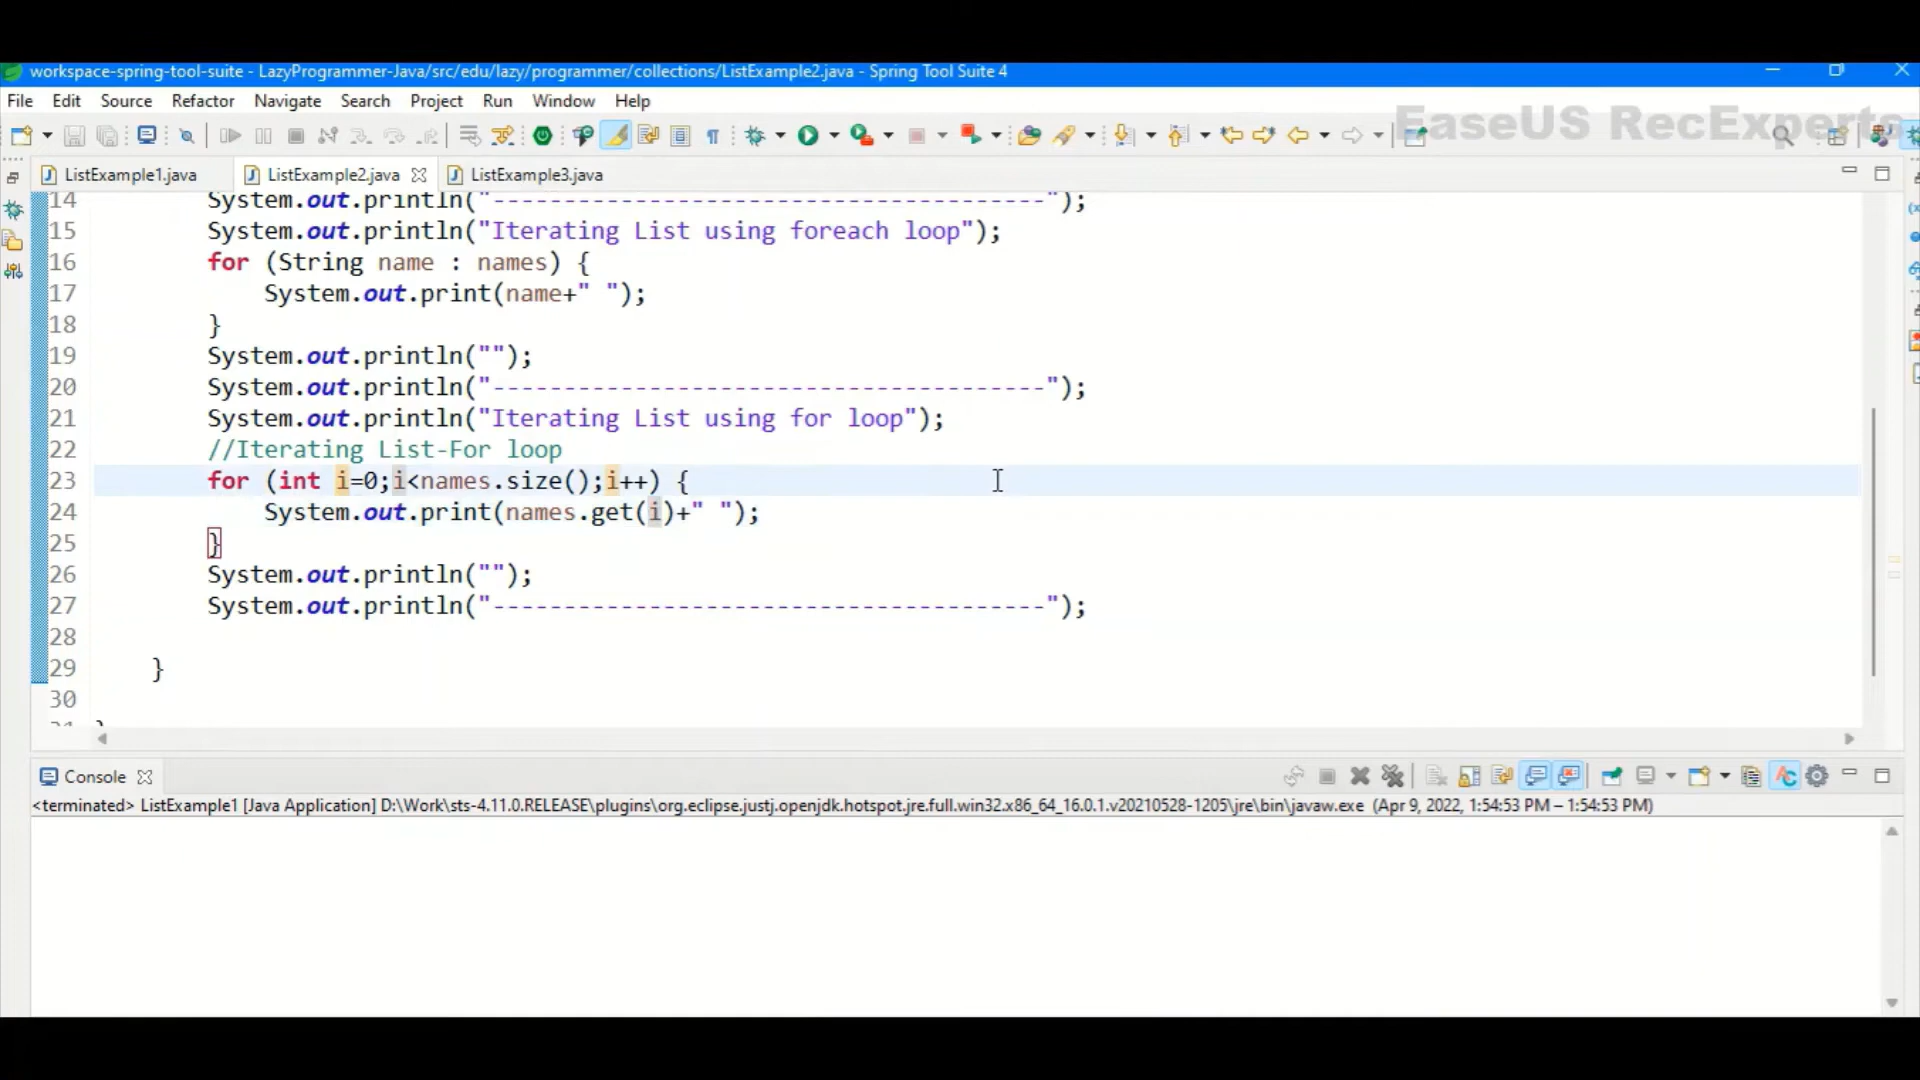 workspace-spring-tool-suite - LazyProgrammer-Java/src/edu/lazy/programmer/collections/ListExample2.java - Spring Tool Suite 4
File Edit Source Refactor Navigate Search Project Run Window Help
EaseUS RecExperts
ListExample1.java ListExample2.java ListExample3.java
14 System.out.println("---------------------------------------");
15 System.out.println("Iterating List using foreach loop");
16 for (String name : names) {
17 System.out.print(name+" ");
18 }
19 System.out.println("");
20 System.out.println("---------------------------------------");
21 System.out.println("Iterating List using for loop");
22 //Iterating List-For loop
23 for (int i=0;i<names.size();i++) {
24 System.out.print(names.get(i)+" ");
25 }
26 System.out.println("");
27 System.out.println("---------------------------------------");
28
29 }
30
Console
<terminated> ListExample1 [Java Application] D:\Work\sts-4.11.0.RELEASE\plugins\org.eclipse.justj.openjdk.hotspot.jre.full.win32.x86_64_16.0.1.v20210528-1205\jre\bin\javaw.exe (Apr 9, 2022, 1:54:53 PM – 1:54:53 PM)